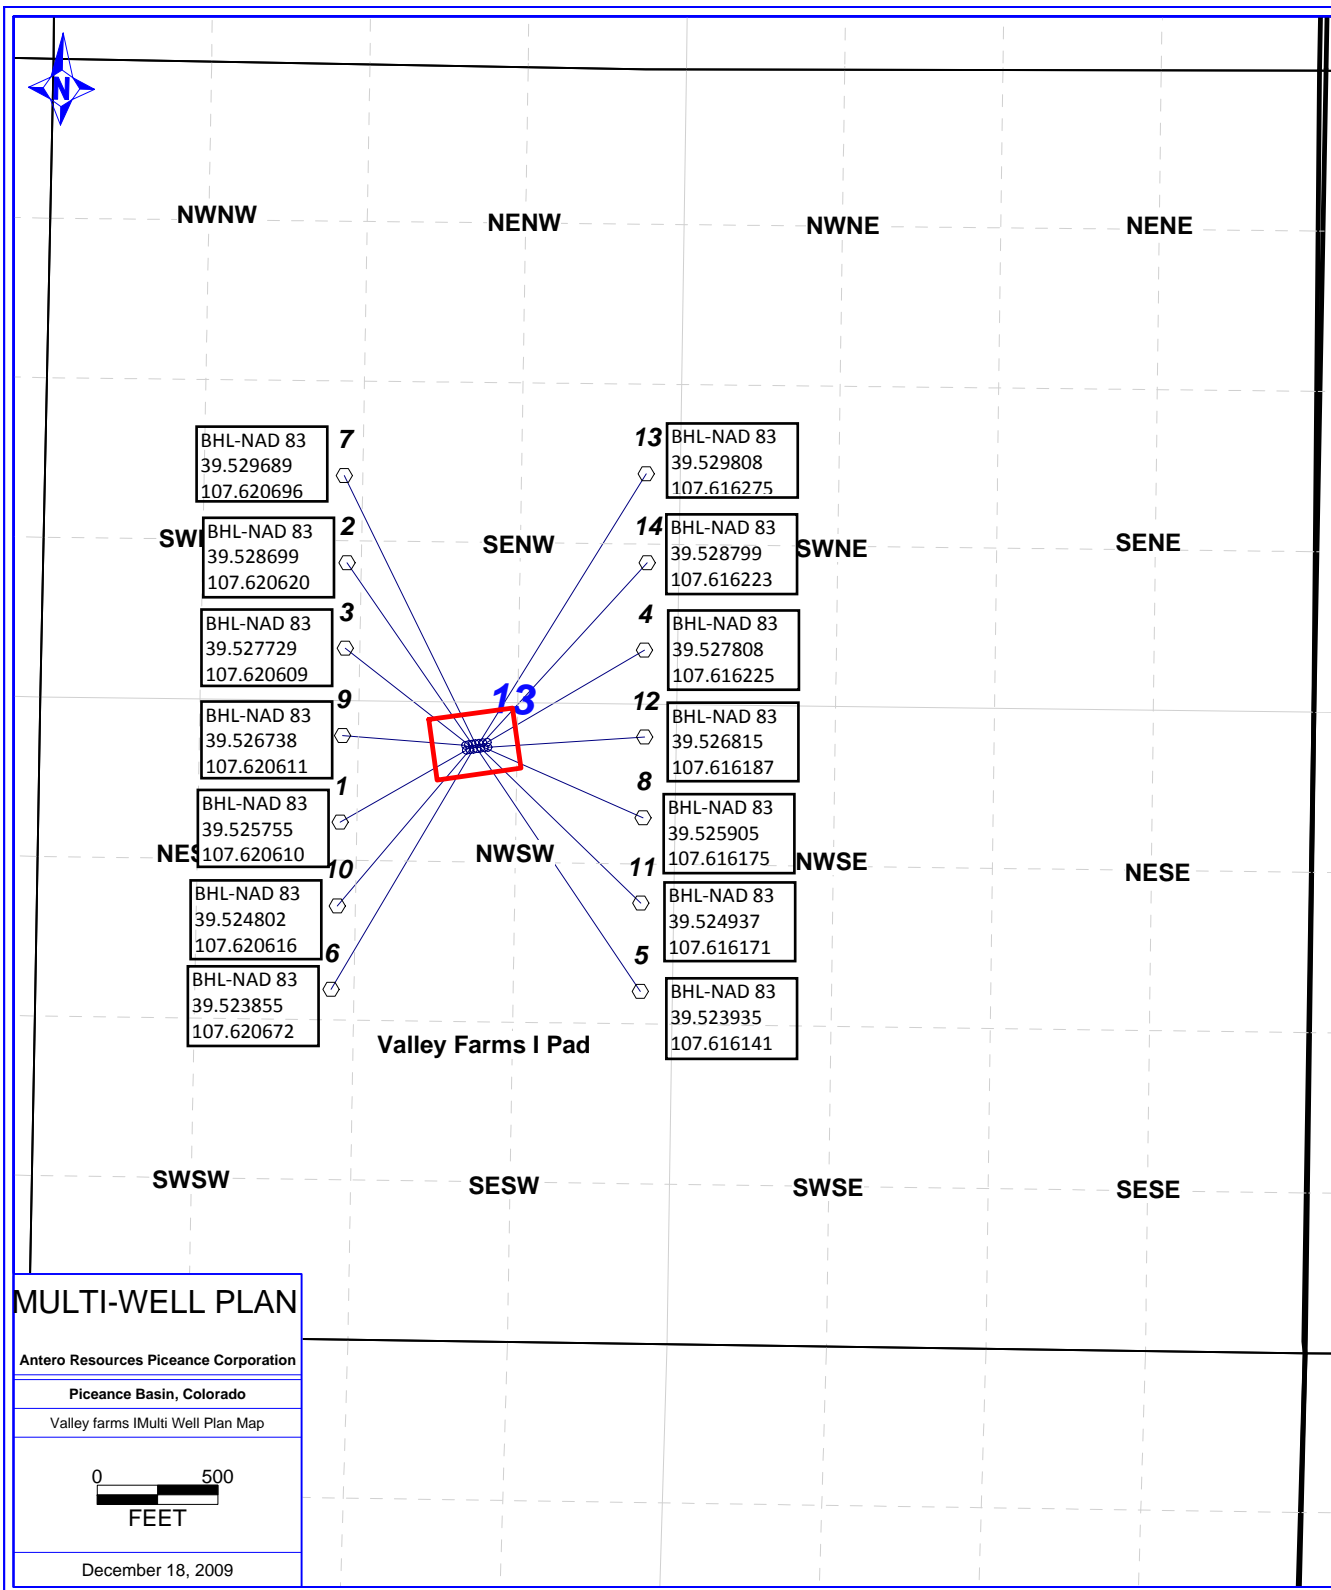 N
NWNW
NENW
NWNE
NENE
BHL-NAD 83
39.529689
107.620696
7
13
BHL-NAD 83
39.529808
107.616275
SW
BHL-NAD 83
39.528699
107.620620
2
SENW
14
BHL-NAD 83
39.528799
107.616223
SWNE
SENE
BHL-NAD 83
39.527729
107.620609
3
4
BHL-NAD 83
39.527808
107.616225
BHL-NAD 83
39.526738
107.620611
9
13
12
BHL-NAD 83
39.526815
107.616187
BHL-NAD 83
39.525755
107.620610
1
8
BHL-NAD 83
39.525905
107.616175
NES
NWSW
NWSE
NESE
BHL-NAD 83
39.524802
107.620616
10
11
BHL-NAD 83
39.524937
107.616171
BHL-NAD 83
39.523855
107.620672
6
5
BHL-NAD 83
39.523935
107.616141
Valley Farms I Pad
SWSW
SESW
SWSE
SESE
MULTI-WELL PLAN
Antero Resources Piceance Corporation
Piceance Basin, Colorado
Valley farms IMulti Well Plan Map
0 500
FEET
December 18, 2009